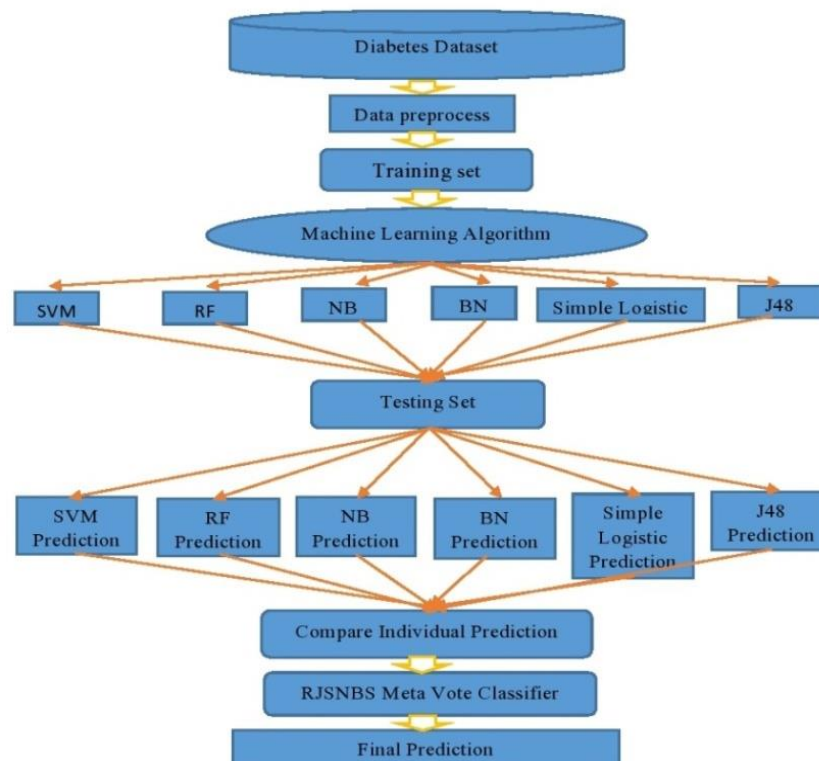 Diabetes Dataset
Data preprocess
Training set
Machine Learning Algorithm
SVM
RF
NB
BN
Simple Logistic
J48
Testing Set
SVM
Prediction
RF
Prediction
NB
Prediction
BN
Prediction
Simple
Logistic
Prediction
J48
Prediction
Compare Individual Prediction
RJSNBS Meta Vote Classifier
Final Prediction